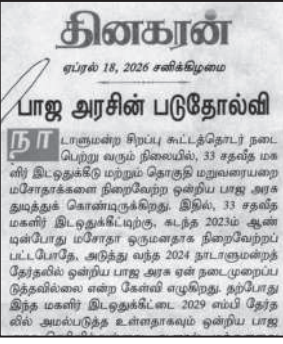 தினகரன்
ஏப்ரல் 18, 2026 சனிக்கிழமை
பாஜ அரசின் படுதோல்வி
நாடாளுமன்ற சிறப்பு கூட்டத்தொடர் நடை
பெற்று வரும் நிலையில், 33 சதவீத மக
ளிர் இடஒதுக்கீடு மற்றும் தொகுதி மறுவரையறை
மசோதாக்களை நிறைவேற்ற ஒன்றிய பாஜ அரசு
துடித்துக் கொண்டிருக்கிறது. இதில், 33 சதவீத
மகளிர் இடஒதுக்கீட்டிற்கு, கடந்த 2023ம் ஆண்
டின்போது மசோதா ஒருமனதாக நிறைவேற்றப்
பட்டபோதே, அடுத்து வந்த 2024 நாடாளுமன்றத்
தேர்தலில் ஒன்றிய பாஜ அரசு ஏன் நடைமுறைப்ப
டுத்தவில்லை என்ற கேள்வி எழுகிறது. தற்போது
இந்த மகளிர் இடஒதுக்கீட்டை 2029 எம்பி தேர்த
லில் அமல்படுத்த உள்ளதாகவும் ஒன்றிய பாஜ